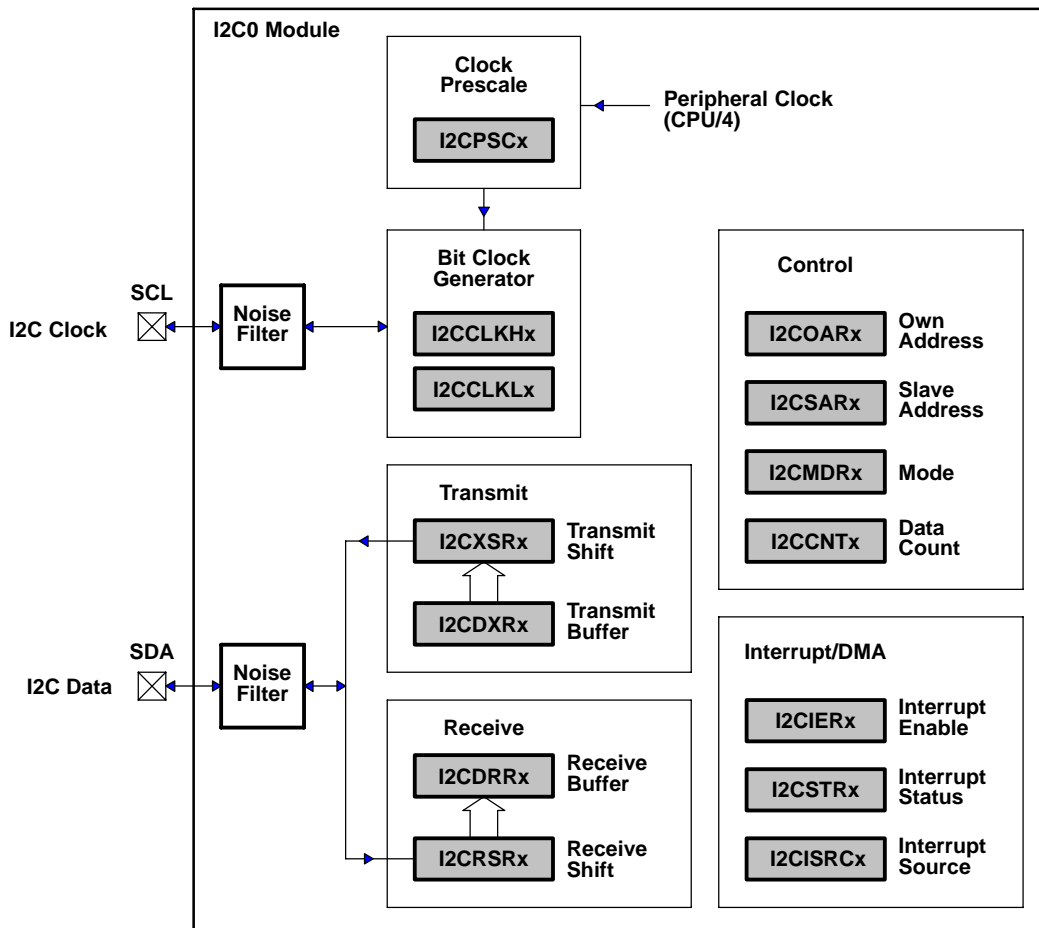 I2C0 Module
Clock
Prescale
I2CPSCx
Peripheral Clock
(CPU/4)
Bit Clock
Generator
I2CCLKHx
I2CCLKLx
SCL
I2C Clock
Noise
Filter
Control
I2COARx
Own
Address
I2CSARx
Slave
Address
I2CMDRx
Mode
I2CCNTx
Data
Count
Transmit
I2CXSRx
Transmit
Shift
I2CDXRx
Transmit
Buffer
SDA
I2C Data
Noise
Filter
Receive
I2CDRRx
Receive
Buffer
I2CRSRx
Receive
Shift
Interrupt/DMA
I2CIERx
Interrupt
Enable
I2CSTRx
Interrupt
Status
I2CISRCx
Interrupt
Source